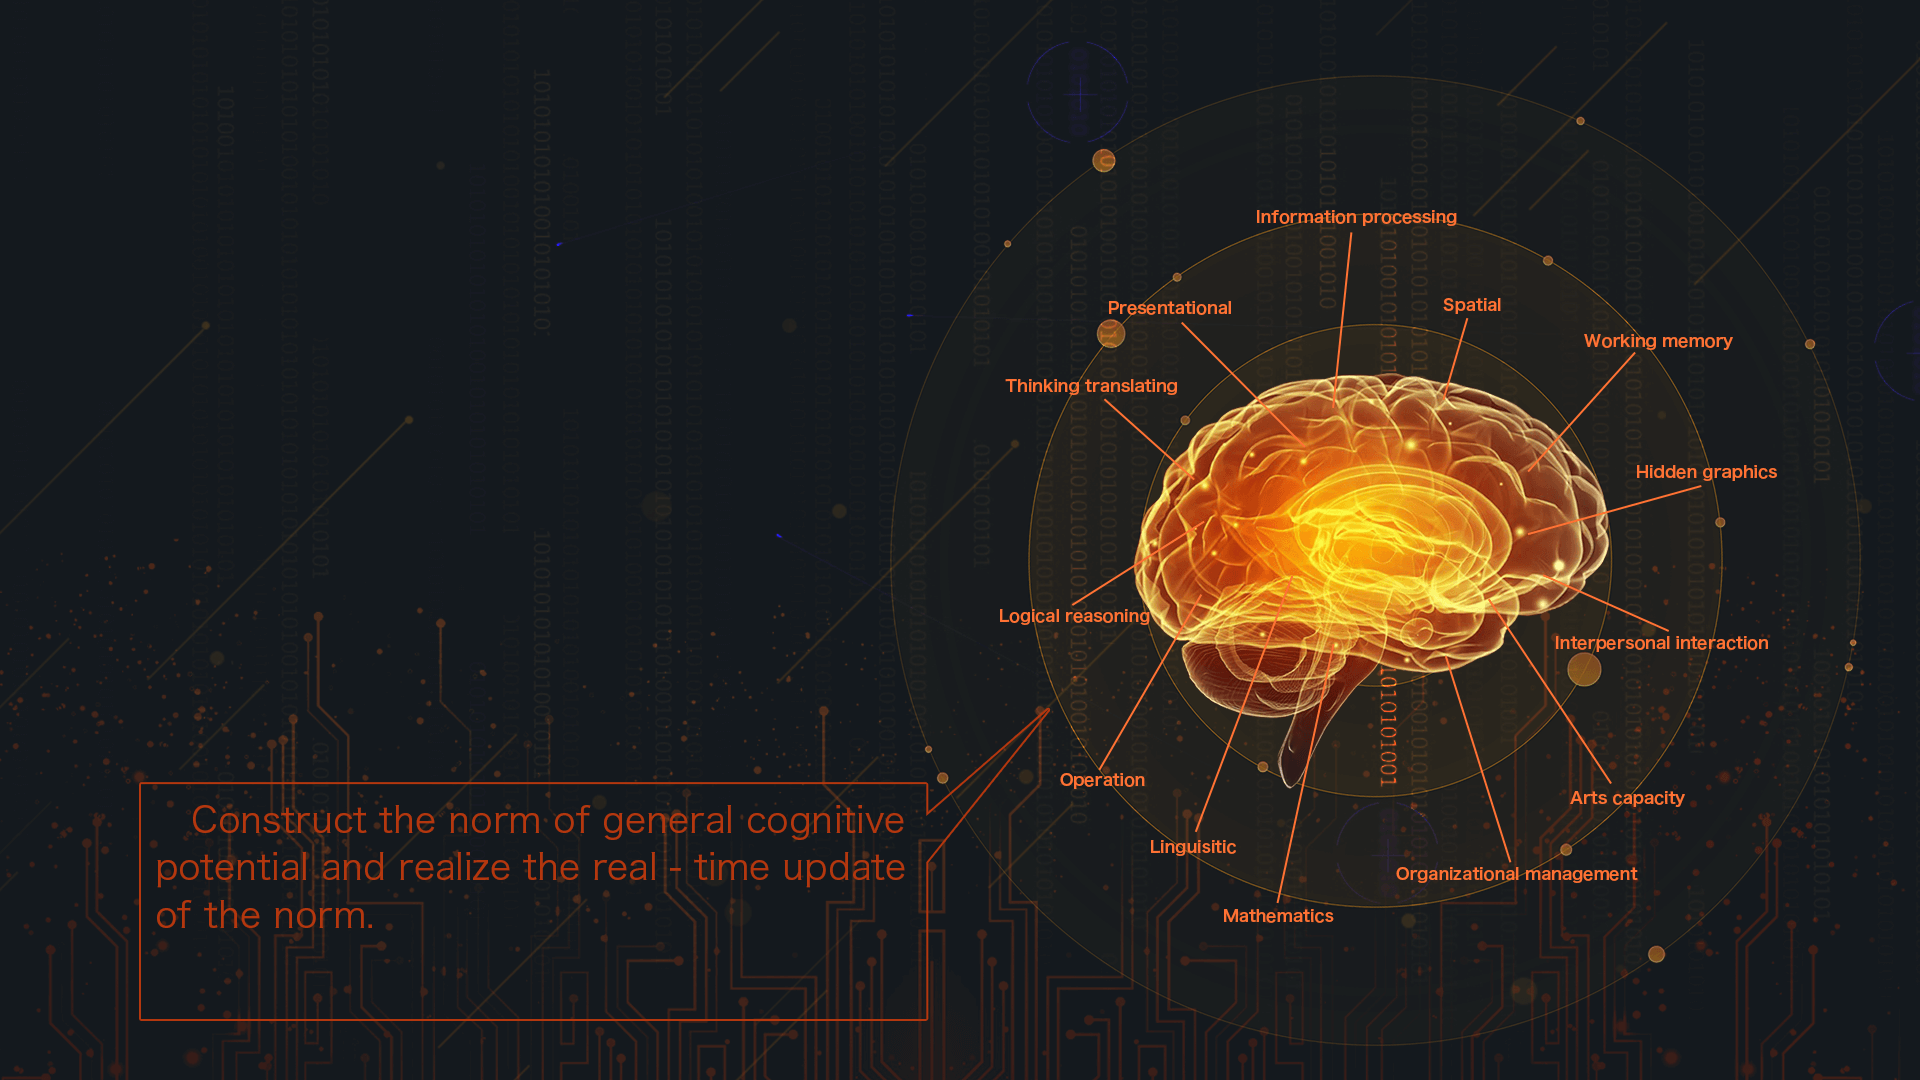 Information processing
Presentational
Spatial
Working memory
Thinking translating
Hidden graphics
Logical reasoning
Interpersonal interaction
Operation
Arts capacity
Linguisitic
Organizational management
Mathematics
Construct the norm of general cognitive
potential and realize the real - time update
of the norm.